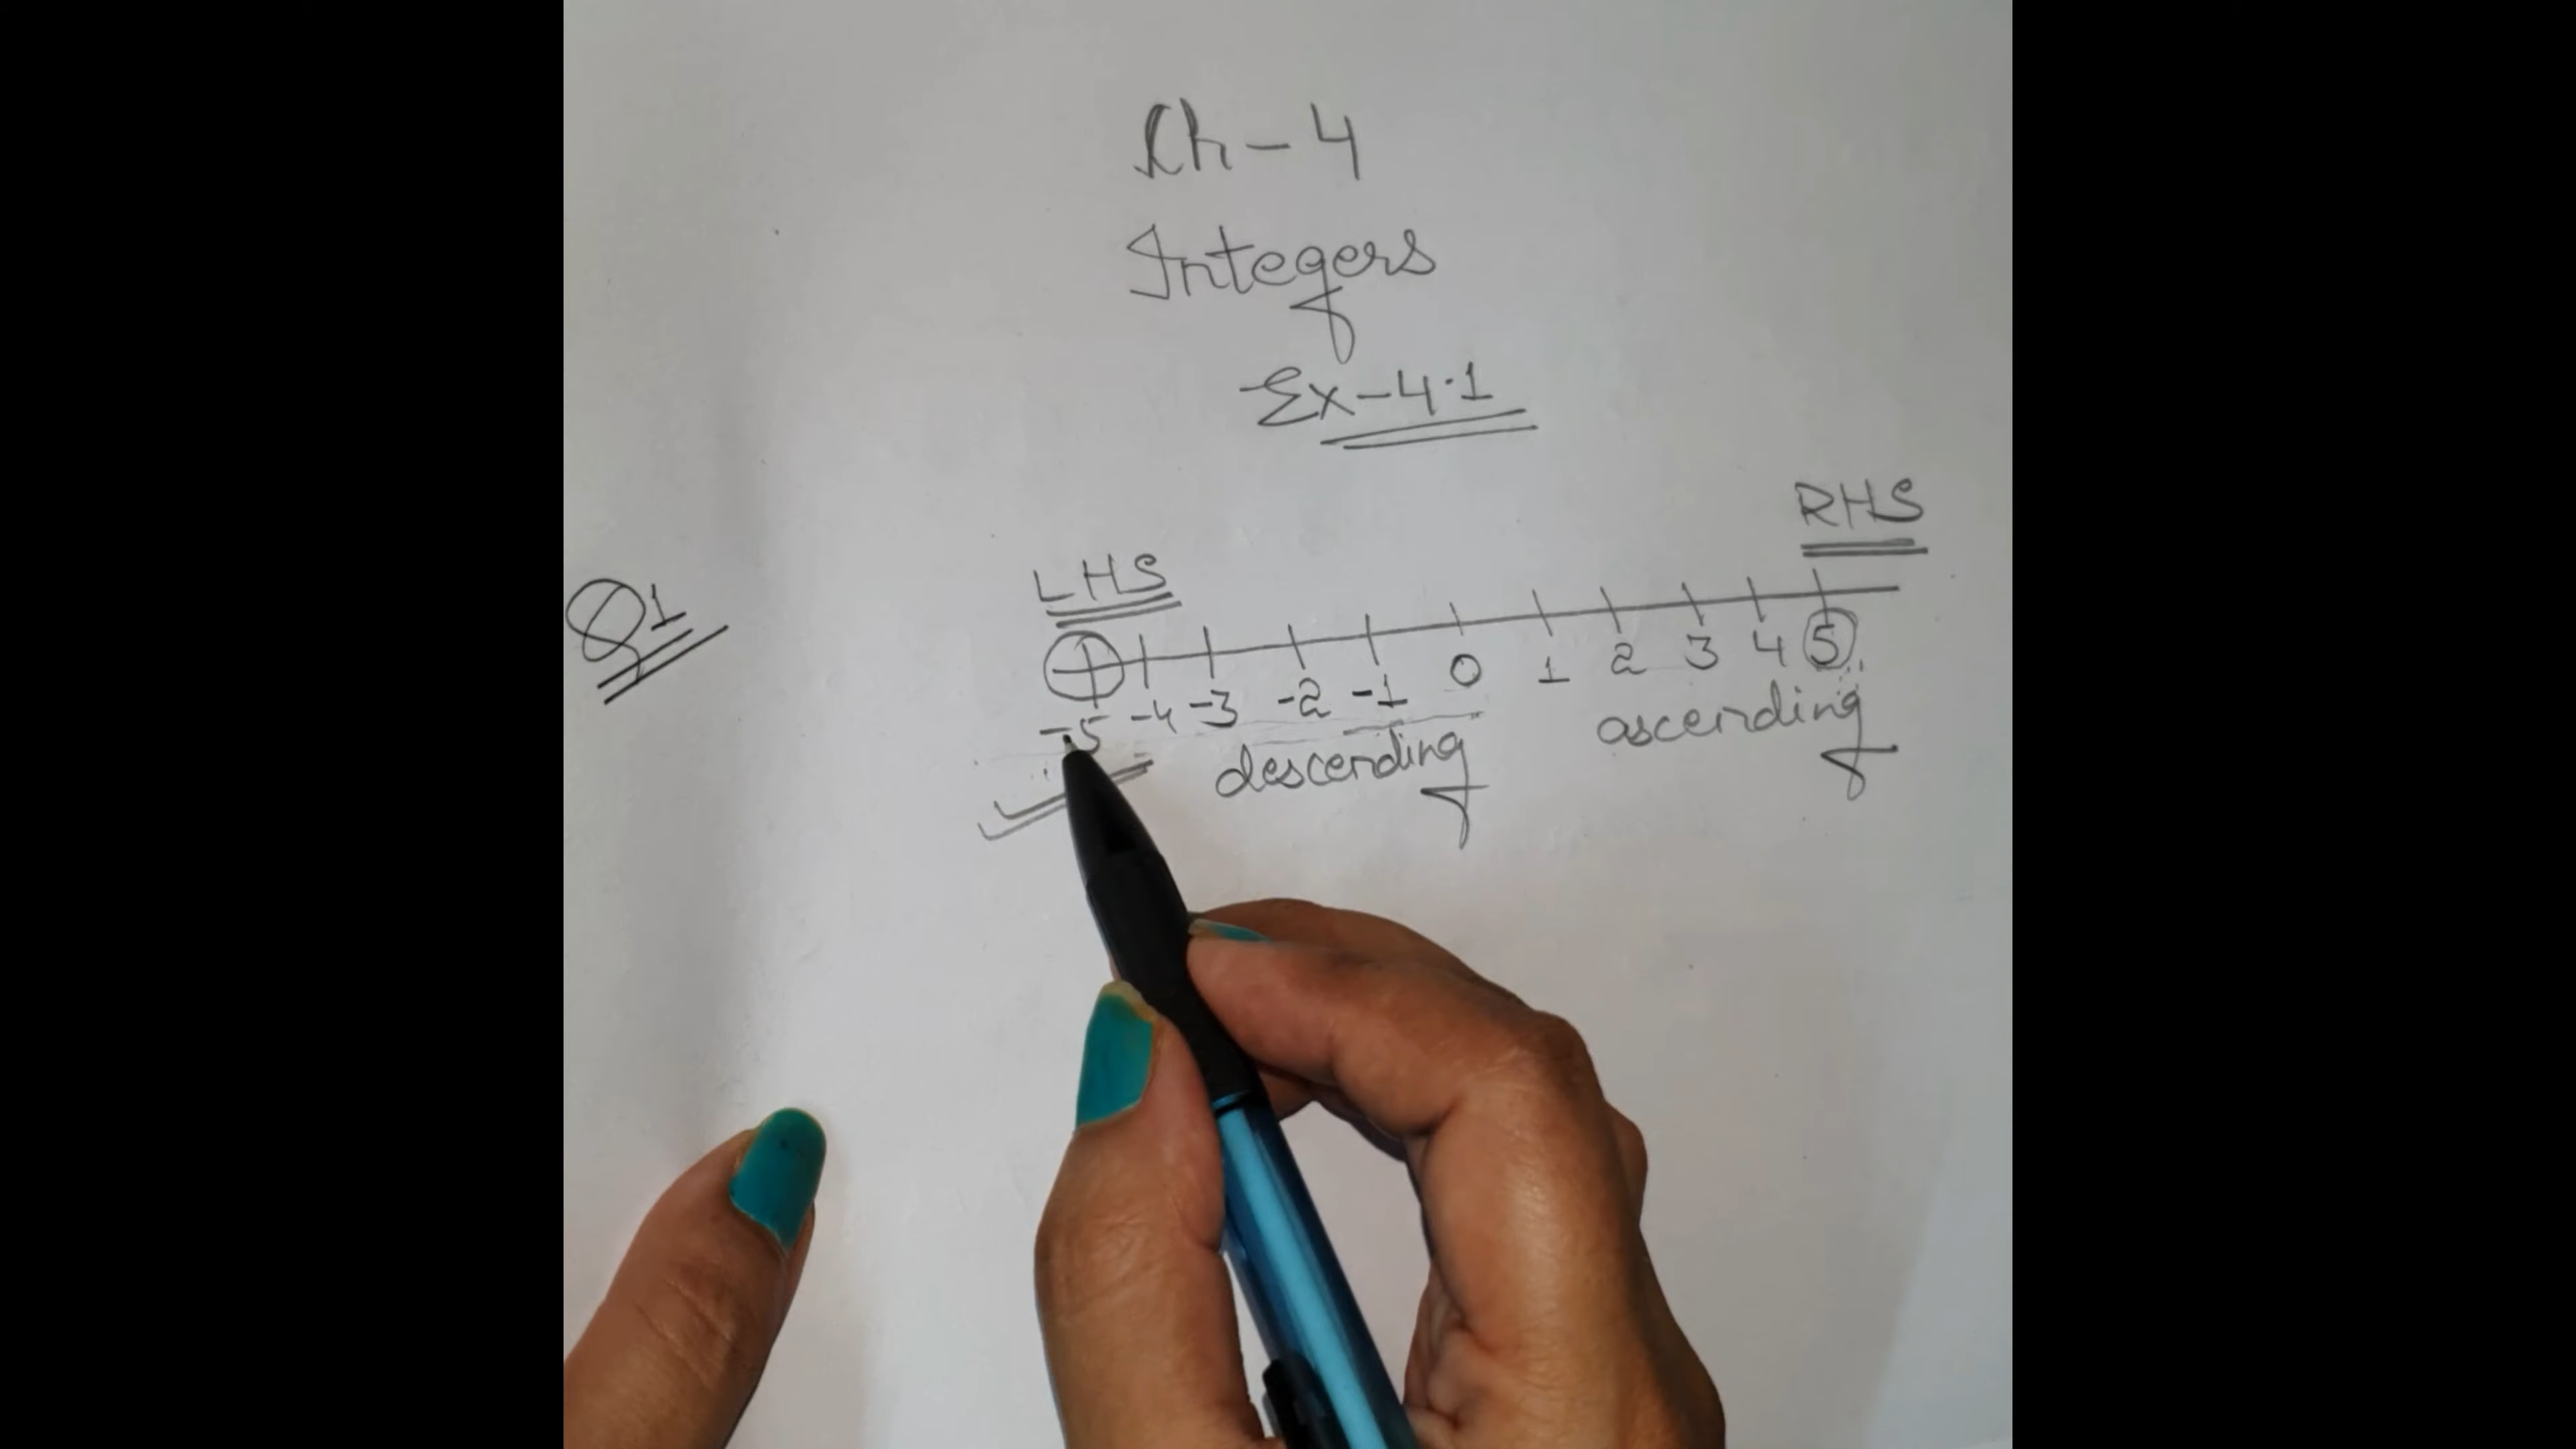 Ch-4
Integers
Ex-4.1
RHS
LHS
Q1
-5 -4 -3 -2 -1 0 1 2 3 4 5
descending ascending